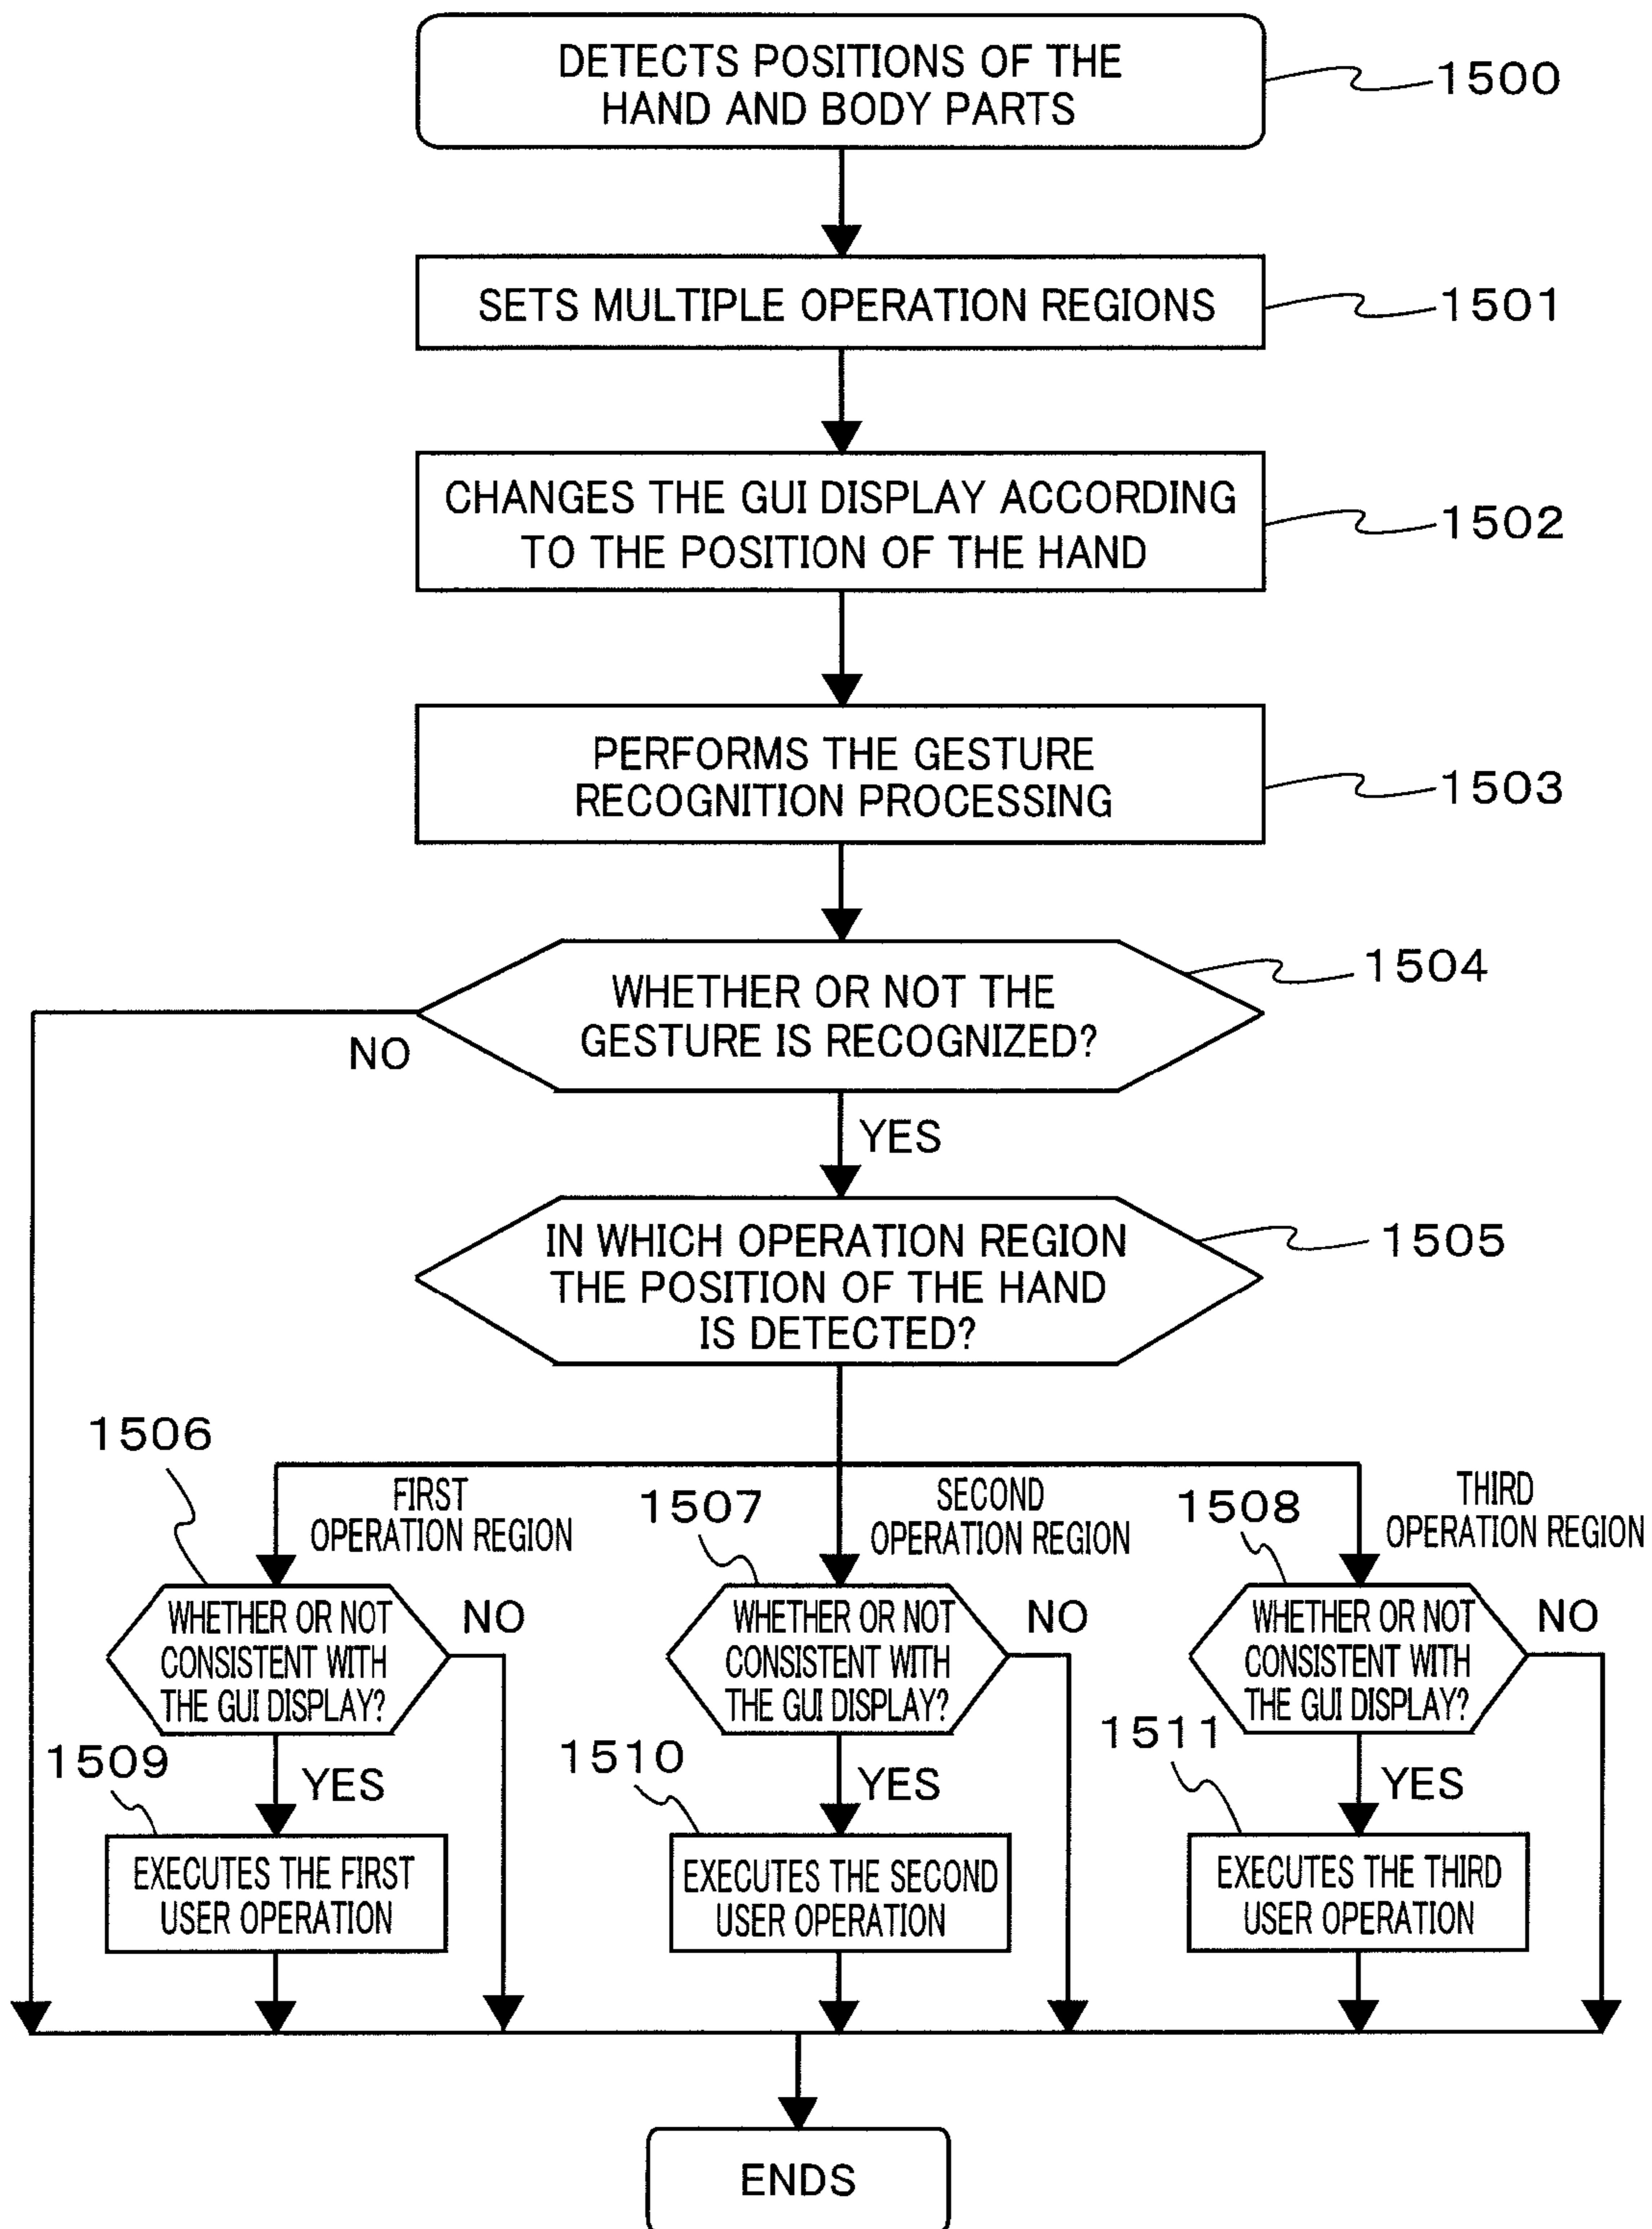 DETECTS POSITIONS OF THE
HAND AND BODY PARTS
1500
SETS MULTIPLE OPERATION REGIONS
1501
CHANGES THE GUI DISPLAY ACCORDING
TO THE POSITION OF THE HAND
1502
PERFORMS THE GESTURE
RECOGNITION PROCESSING
1503
WHETHER OR NOT THE
GESTURE IS RECOGNIZED?
1504
NO
YES
IN WHICH OPERATION REGION
THE POSITION OF THE HAND
IS DETECTED?
1505
1506
FIRST
OPERATION REGION
1507
SECOND
OPERATION REGION
1508
THIRD
OPERATION REGION
WHETHER OR NOT
CONSISTENT WITH
THE GUI DISPLAY?
NO
WHETHER OR NOT
CONSISTENT WITH
THE GUI DISPLAY?
NO
WHETHER OR NOT
CONSISTENT WITH
THE GUI DISPLAY?
NO
1509
YES
1510
YES
1511
YES
EXECUTES THE FIRST
USER OPERATION
EXECUTES THE SECOND
USER OPERATION
EXECUTES THE THIRD
USER OPERATION
ENDS